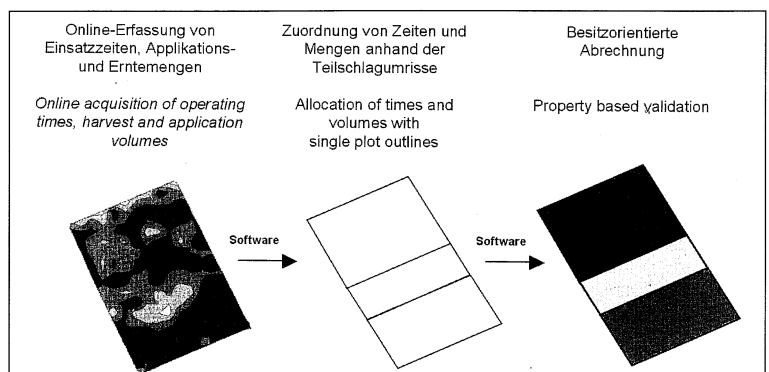 Online-Erfassung von
Einsatzzeiten, Applikations-
und Erntemengen
Online acquisition of operating
times, harvest and application
volumes
Zuordnung von Zeiten und
Mengen anhand der
Teilschlagumrisse
Allocation of times and
volumes with
single plot outlines
Besitzorientierte
Abrechnung
Property based validation
Software
Software